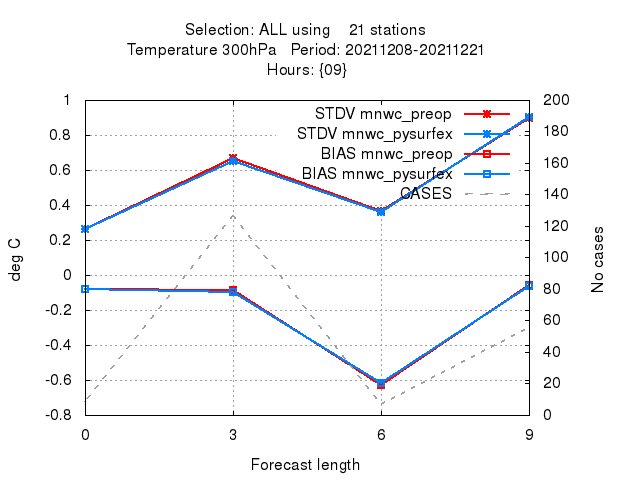 Selection: ALL using 21 stations
Temperature 300hPa Period: 20211208-20211221
Hours: {09}
STDV mnwc_preop
STDV mnwc_pysurfex
BIAS mnwc_preop
BIAS mnwc_pysurfex
CASES
deg C
1
0.8
0.6
0.4
0.2
0
-0.2
-0.4
-0.6
-0.8
No cases
200
180
160
140
120
100
80
60
40
20
0
0 3 6 9
Forecast length